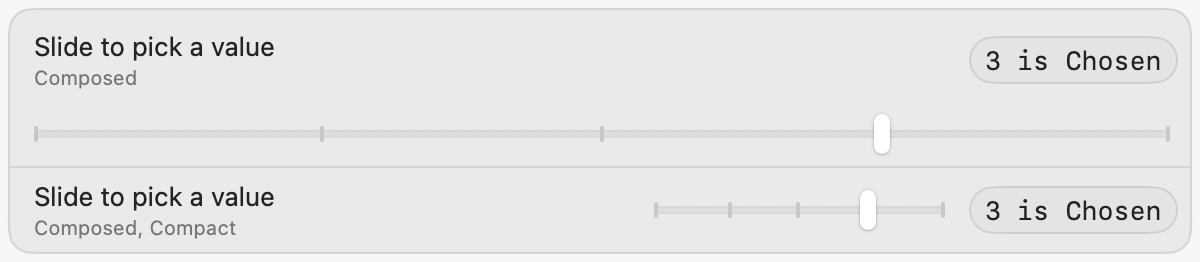 Slide to pick a value
Composed
3 is Chosen
Slide to pick a value
Composed, Compact
3 is Chosen